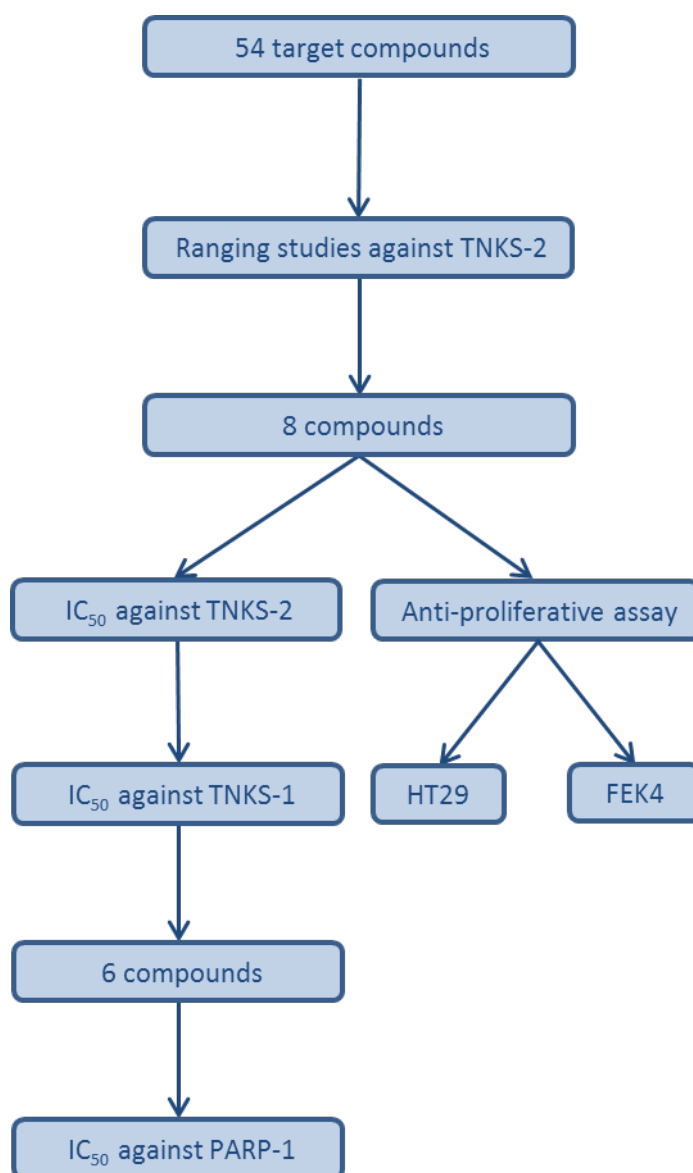 54 target compounds
Ranging studies against TNKS-2
8 compounds
IC₅₀ against TNKS-2
Anti-proliferative assay
IC₅₀ against TNKS-1
HT29
FEK4
6 compounds
IC₅₀ against PARP-1